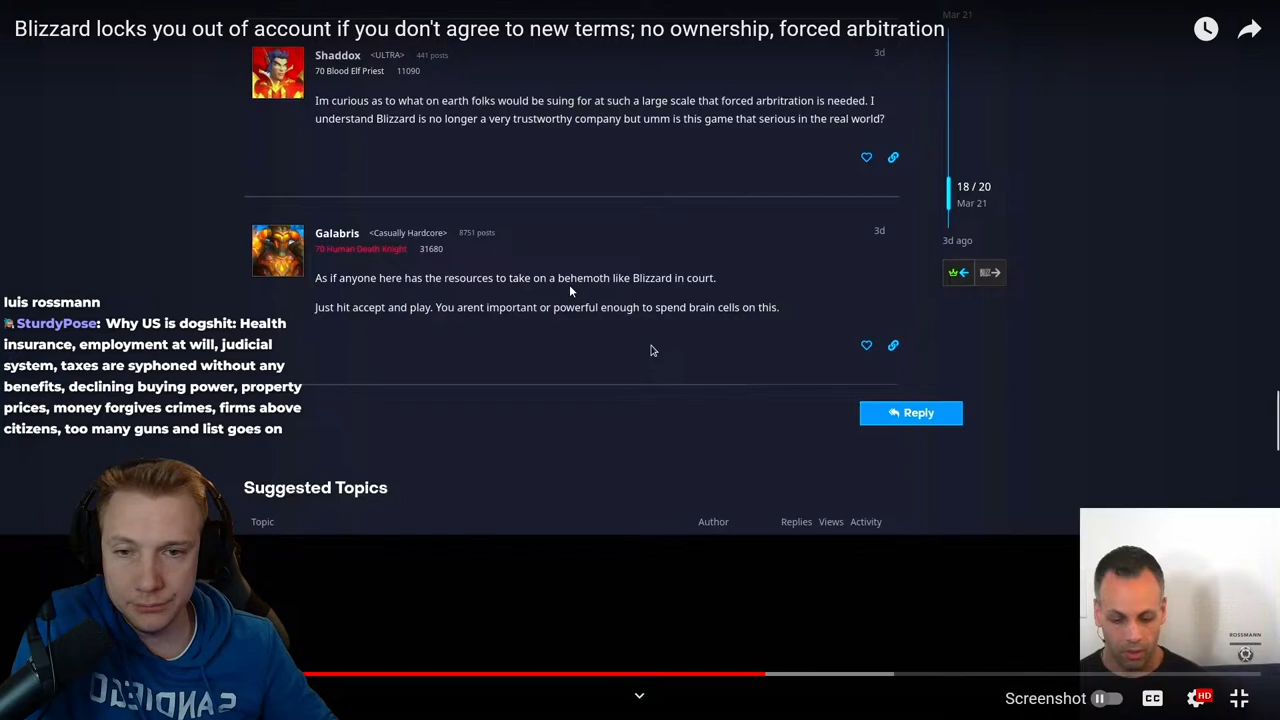 Blizzard locks you out of account if you don't agree to new terms; no ownership, forced arbitration
Mar 21
Shaddox <ULTRA> 441 posts
3d
70 Blood Elf Priest 11090
Im curious as to what on earth folks would be suing for at such a large scale that forced arbritration is needed. I
understand Blizzard is no longer a very trustworthy company but umm is this game that serious in the real world?
18 / 20
Mar 21
3d ago
Galabris <Casually Hardcore> 8751 posts
3d
70 Human Death Knight 31680
As if anyone here has the resources to take on a behemoth like Blizzard in court.
Just hit accept and play. You arent important or powerful enough to spend brain cells on this.
luis rossmann
SturdyPose: Why US is dogshit: Health
insurance, employment at will, judicial
system, taxes are syphoned without any
benefits, declining buying power, property
prices, money forgives crimes, firms above
citizens, too many guns and list goes on
Reply
Suggested Topics
Topic Author Replies Views Activity
ROSSMANN
SANDIEGO
Screenshot
CC
HD